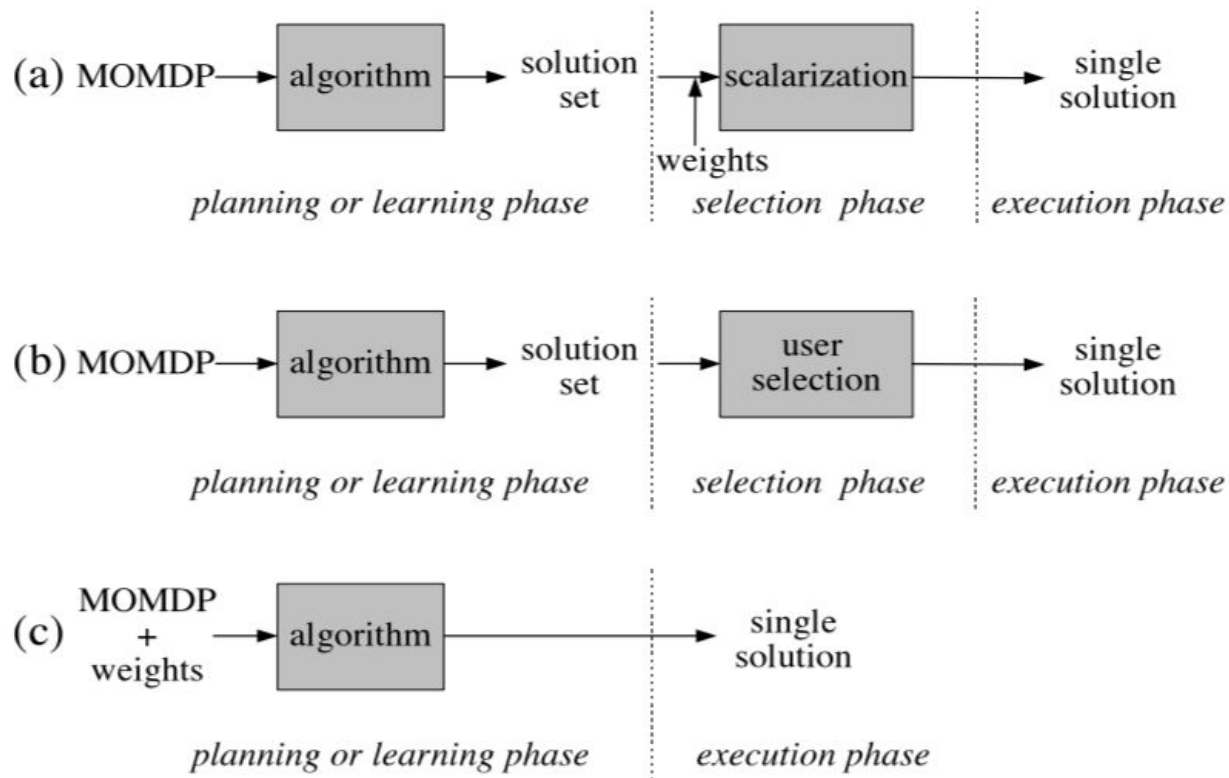 (a) MOMDP algorithm solution set scalarization single solution
weights
planning or learning phase selection phase execution phase
(b) MOMDP algorithm solution set user selection single solution
planning or learning phase selection phase execution phase
(c) MOMDP + weights algorithm single solution
planning or learning phase execution phase